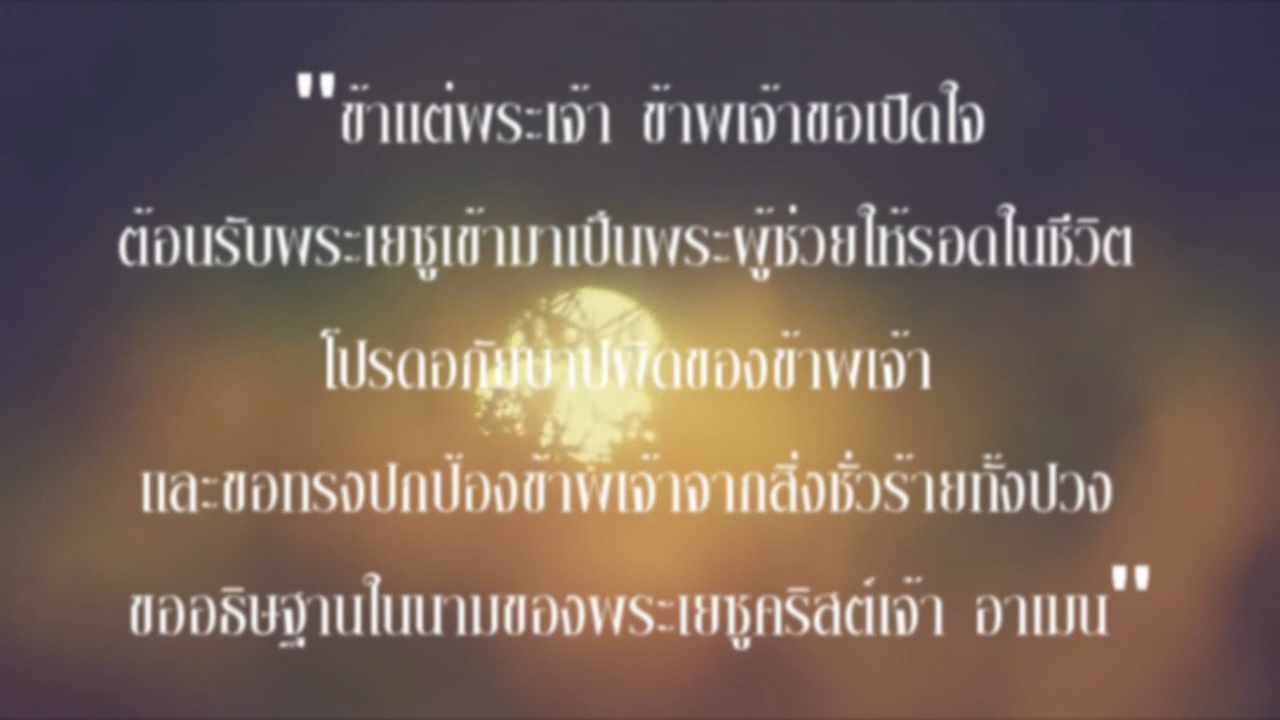 "ข้าแต่พระเจ้า ข้าพเจ้าขอเปิดใจ
ต้อนรับพระเยซูเข้ามาเป็นพระผู้ช่วยให้รอดในชีวิต
โปรดอภัยบาปผิดของข้าพเจ้า
และขอทรงปกป้องข้าพเจ้าจากสิ่งชั่วร้ายทั้งปวง
ขออธิษฐานในนามของพระเยซูคริสต์เจ้า อาเมน"